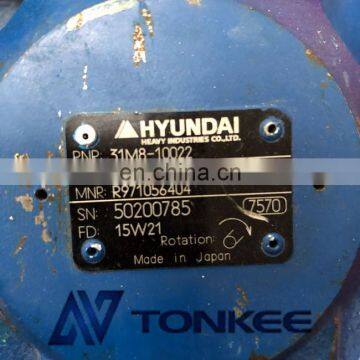 HYUNDAI
HEAVY INDUSTRIES CO.,LTD.
PNP 31M8-10022
MNR: R971056404
SN: 50200785 7570
FD: 15W21
Rotation:
Made in Japan
TONKEE